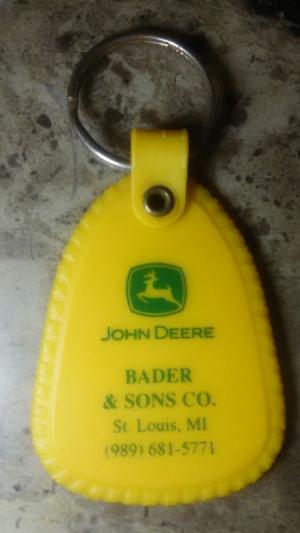 JOHN DEERE
BADER
& SONS CO.
St. Louis, MI
(989) 681-5771